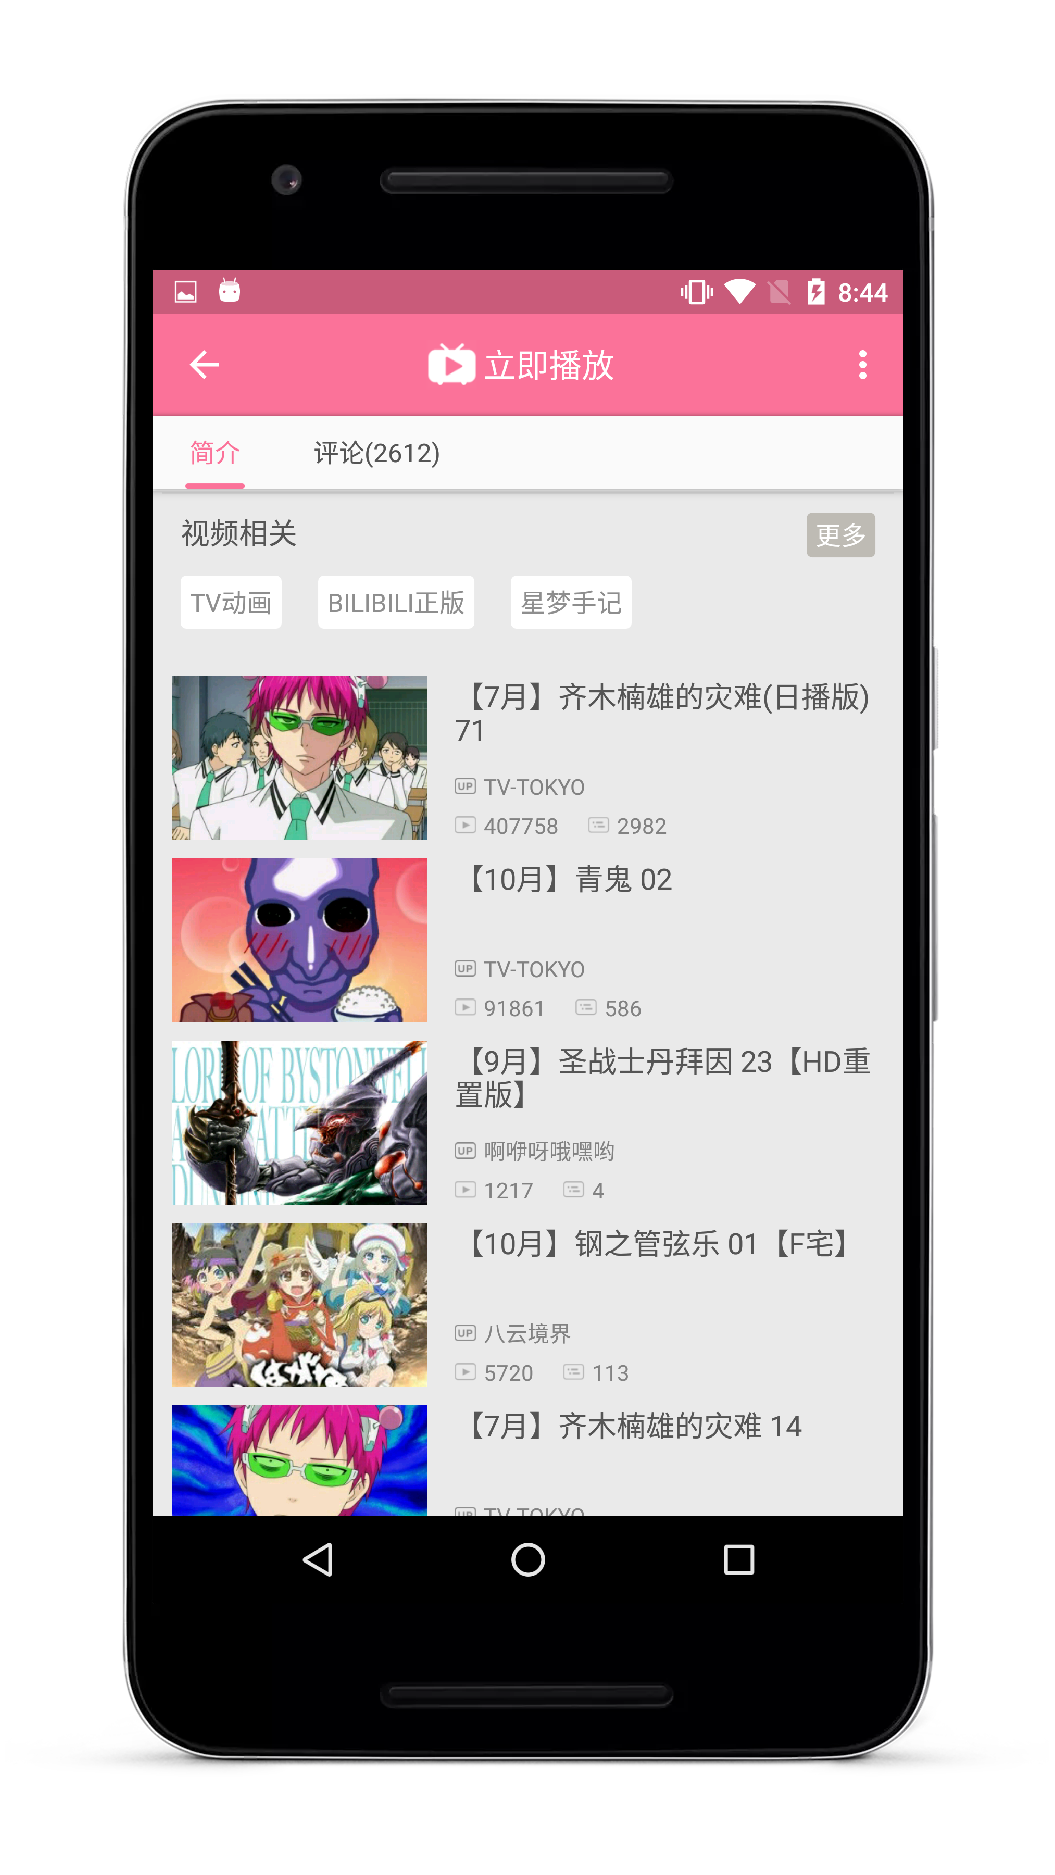 8:44
立即播放
简介
评论(2612)
视频相关
更多
TV动画
BILIBILI正版
星梦手记
【7月】齐木楠雄的灾难(日播版)
71
UP TV-TOKYO
407758
2982
【10月】青鬼 02
UP TV-TOKYO
91861
586
LORY OF BYSTONWELL
【9月】圣战士丹拜因 23【HD重
置版】
UP 啊咿呀哦嘿哟
1217
4
【10月】钢之管弦乐 01【F宅】
UP 八云境界
5720
113
はがね
【7月】齐木楠雄的灾难 14
UP TV-TOKYO